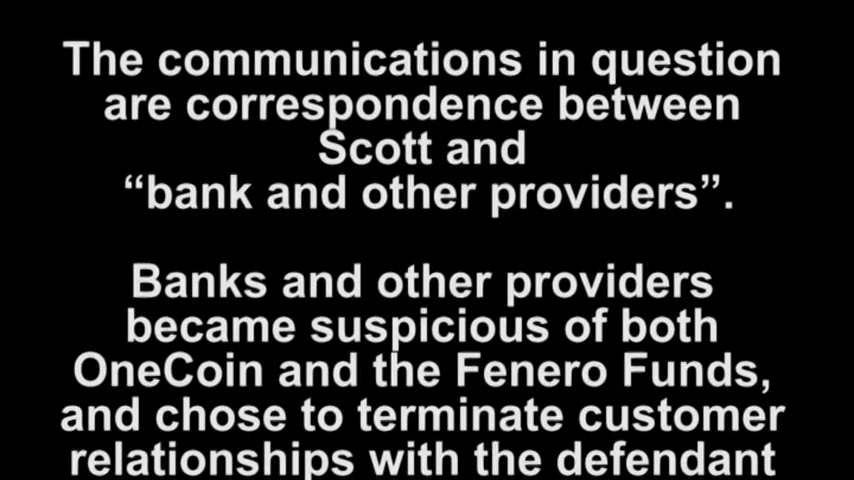 The communications in question
are correspondence between
Scott and
“bank and other providers”.
Banks and other providers
became suspicious of both
OneCoin and the Fenero Funds,
and chose to terminate customer
relationships with the defendant